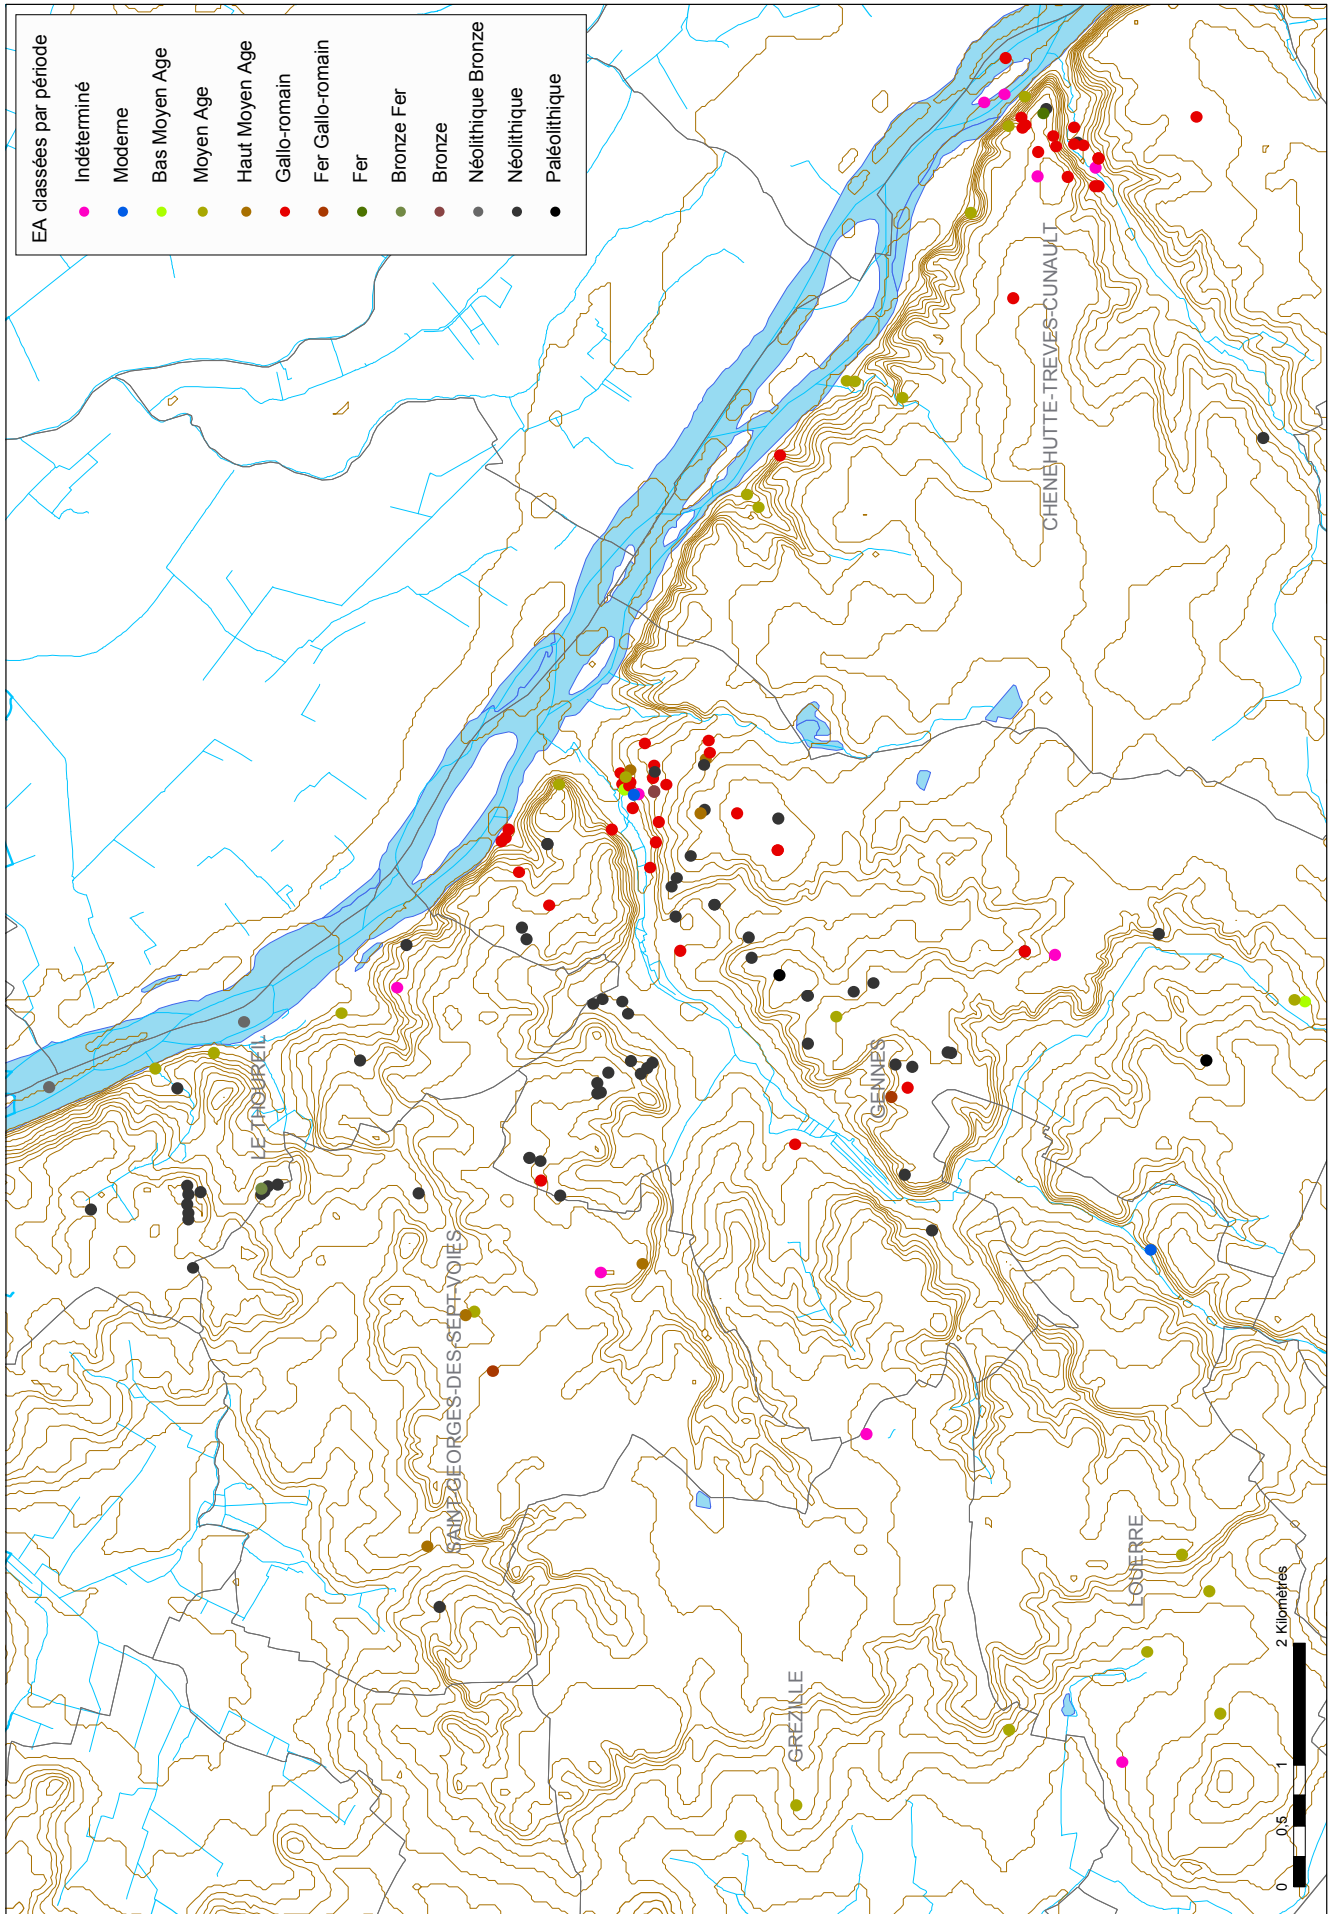 EA classées par période
Indéterminé
Moderne
Bas Moyen Age
Moyen Age
Haut Moyen Age
Gallo-romain
Fer Gallo-romain
Fer
Bronze Fer
Bronze
Néolithique Bronze
Néolithique
Paléolithique
LE THOUREIL
SAINT-GEORGES-DES-SEPT-VOIES
GENNES
CHENEHUTTE-TREVES-CUNAULT
GREZILLE
LOUERRE
0 0,5 1 2 Kilomètres